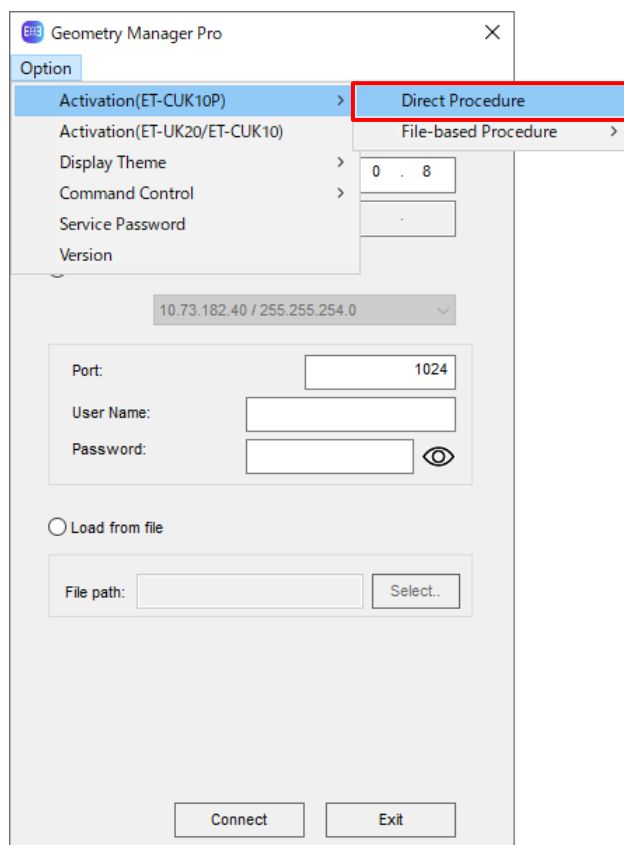 Geometry Manager Pro
Option
Activation(ET-CUK10P)
Direct Procedure
Activation(ET-UK20/ET-CUK10)
File-based Procedure
Display Theme
0 . 8
Command Control
.
Service Password
Version
10.73.182.40 / 255.255.254.0
Port:
1024
User Name:
Password:
Load from file
File path:
Select..
Connect
Exit